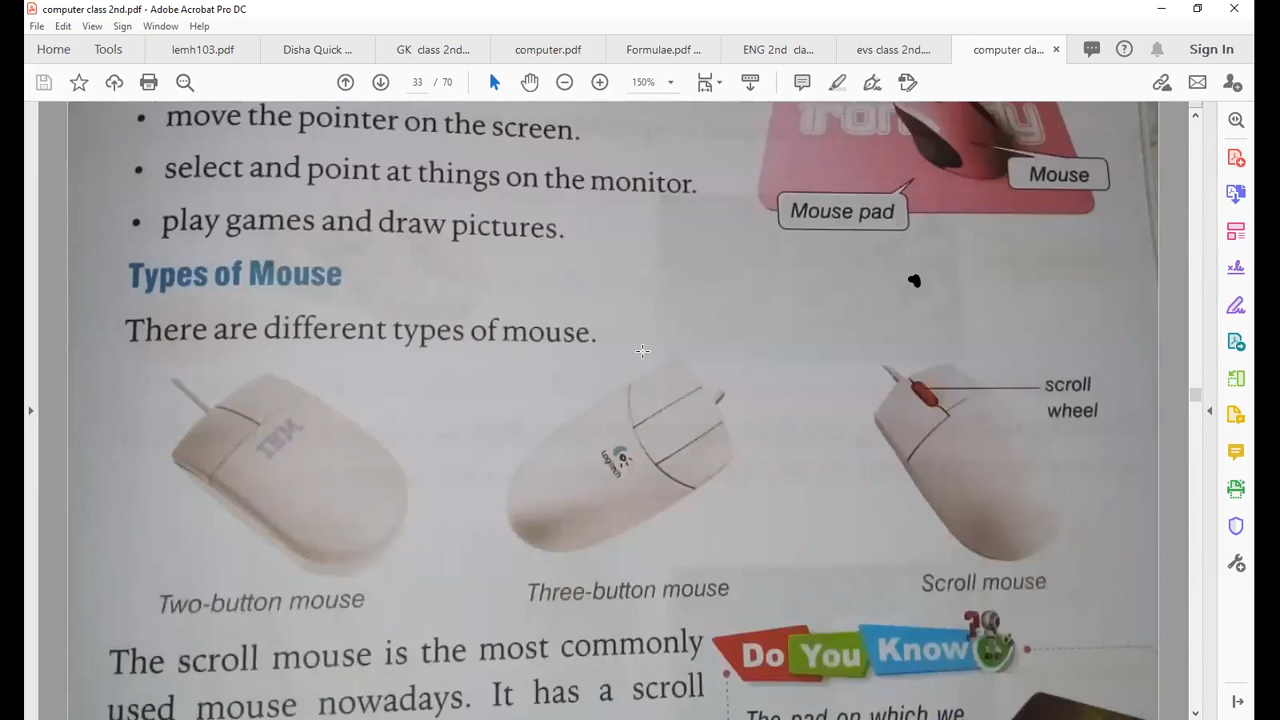 computer class 2nd.pdf - Adobe Acrobat Pro DC
File Edit View Sign Window Help
Home Tools lemh103.pdf Disha Quick ... GK class 2nd... computer.pdf Formulae.pdf ... ENG 2nd cla... evs class 2nd.... computer cla... × Sign In
33 / 70 150%
• move the pointer on the screen.
• select and point at things on the monitor.
Mouse
• play games and draw pictures.
Mouse pad
Types of Mouse
There are different types of mouse.
IBM
Logitech
scroll
wheel
Two-button mouse
Three-button mouse
Scroll mouse
The scroll mouse is the most commonly
used mouse nowadays. It has a scroll
Do You Know
The pad on which we